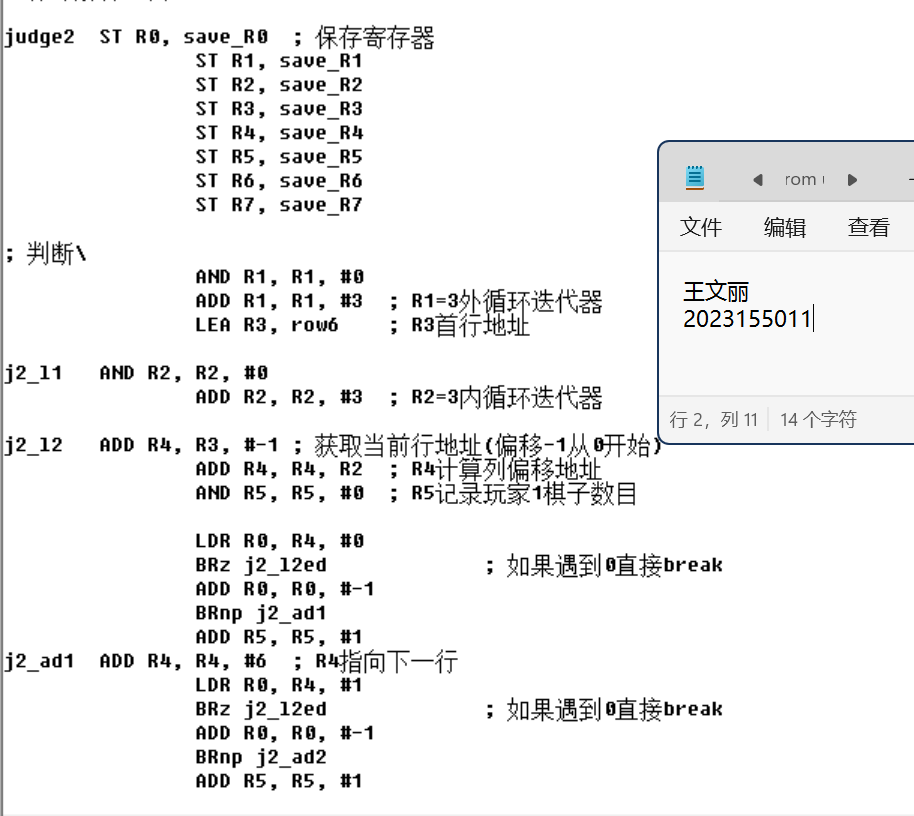 judge2 ST R0, save_R0 ; 保存寄存器
ST R1, save_R1
ST R2, save_R2
ST R3, save_R3
ST R4, save_R4
ST R5, save_R5
ST R6, save_R6
ST R7, save_R7
; 判断\
AND R1, R1, #0
ADD R1, R1, #3 ; R1=3外循环迭代器
LEA R3, row6 ; R3首行地址
j2_l1 AND R2, R2, #0
ADD R2, R2, #3 ; R2=3内循环迭代器
j2_l2 ADD R4, R3, #-1 ; 获取当前行地址(偏移-1从0开始)
ADD R4, R4, R2 ; R4计算列偏移地址
AND R5, R5, #0 ; R5记录玩家1棋子数目
LDR R0, R4, #0
BRz j2_l2ed ; 如果遇到0直接break
ADD R0, R0, #-1
BRnp j2_ad1
ADD R5, R5, #1
j2_ad1 ADD R4, R4, #6 ; R4指向下一行
LDR R0, R4, #1
BRz j2_l2ed ; 如果遇到0直接break
ADD R0, R0, #-1
BRnp j2_ad2
ADD R5, R5, #1
rom
文件 编辑 查看
王文丽
2023155011
行 2，列 11 14 个字符